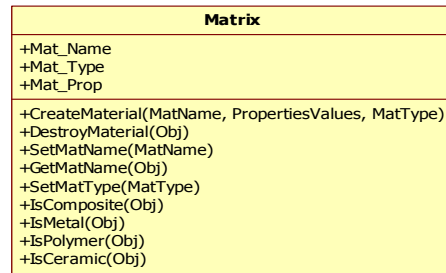 Matrix
+Mat_Name
+Mat_Type
+Mat_Prop
+CreateMaterial(MatName, PropertiesValues, MatType)
+DestroyMaterial(Obj)
+SetMatName(MatName)
+GetMatName(Obj)
+SetMatType(MatType)
+IsComposite(Obj)
+IsMetal(Obj)
+IsPolymer(Obj)
+IsCeramic(Obj)